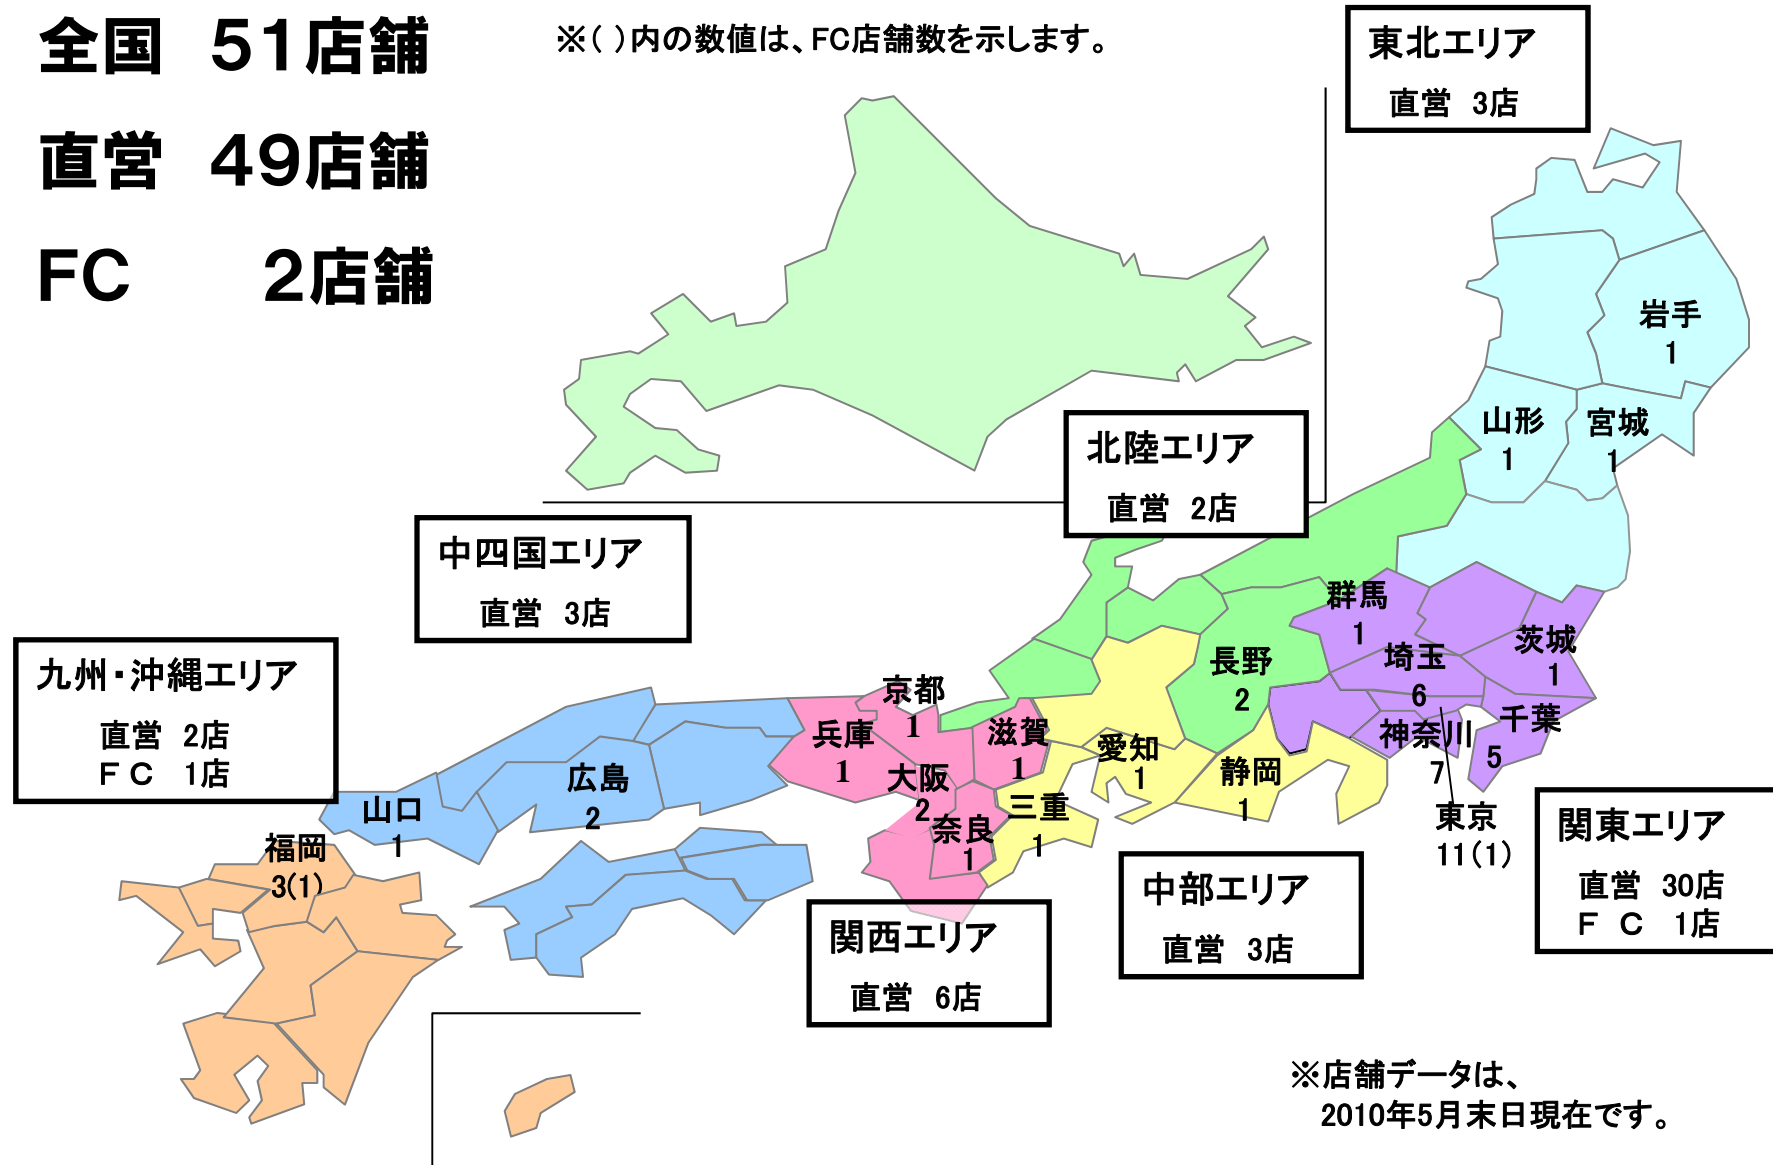 全国　51店舗
※( )内の数値は、FC店舗数を示します。
直営　49店舗
FC　　2店舗
東北エリア
直営　3店
岩手
1
山形
1
宮城
1
北陸エリア
直営　2店
中四国エリア
直営　3店
群馬
1
茨城
1
埼玉
6
長野
2
千葉
5
神奈川
7
東京
11(1)
九州・沖縄エリア
直営　2店
ＦＣ　1店
京都
1
兵庫
1
滋賀
1
大阪
2
奈良
1
愛知
1
静岡
1
三重
1
広島
2
山口
1
福岡
3(1)
関東エリア
直営　30店
Ｆ Ｃ　1店
中部エリア
直営　3店
関西エリア
直営　6店
※店舗データは、
2010年5月末日現在です。